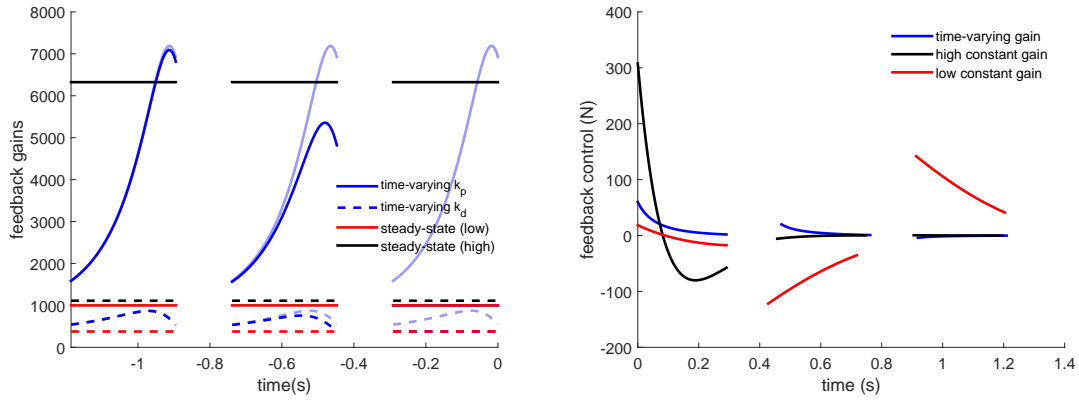 8000
7000
6000
5000
4000
3000
2000
1000
0
feedback gains
-1
-0.8
-0.6
-0.4
-0.2
0
time(s)
time-varying k_p
time-varying k_d
steady-state (low)
steady-state (high)
400
300
200
100
0
-100
-200
feedback control (N)
0
0.2
0.4
0.6
0.8
1
1.2
1.4
time (s)
time-varying gain
high constant gain
low constant gain